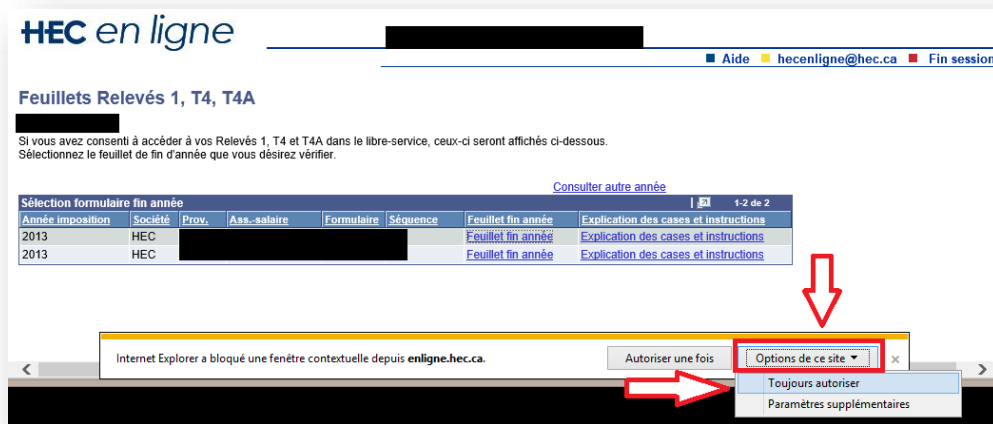 HEC en ligne
Aide hecenligne@hec.ca Fin session
Feuillets Relevés 1, T4, T4A
Si vous avez consenti à accéder à vos Relevés 1, T4 et T4A dans le libre-service, ceux-ci seront affichés ci-dessous.
Sélectionnez le feuillet de fin d'année que vous désirez vérifier.
Consulter autre année
Sélection formulaire fin année 1-2 de 2
Année imposition Société Prov. Ass.-salaire Formulaire Séquence Feuillet fin année Explication des cases et instructions
2013 HEC Feuillet fin année Explication des cases et instructions
2013 HEC Feuillet fin année Explication des cases et instructions
Internet Explorer a bloqué une fenêtre contextuelle depuis enligne.hec.ca. Autoriser une fois Options de ce site
Toujours autoriser
Paramètres supplémentaires